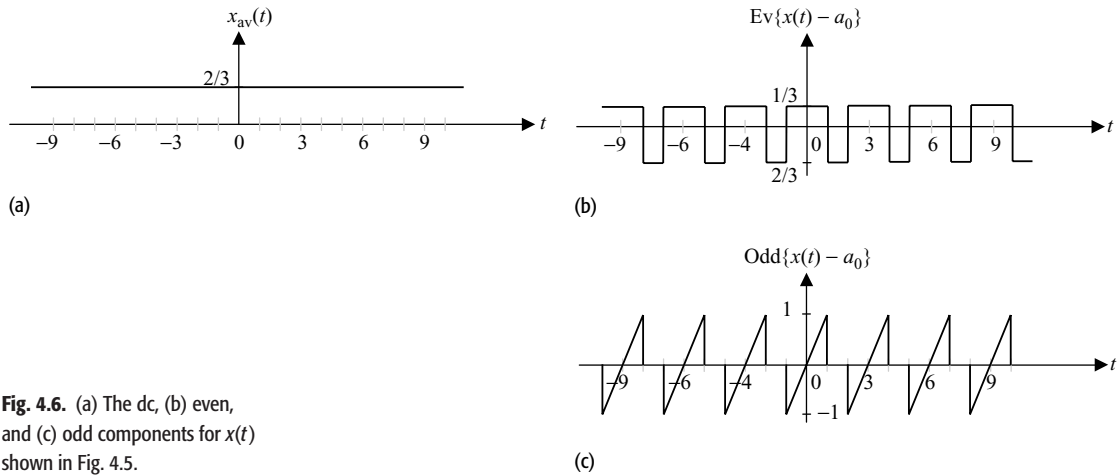 x_av(t)
2/3
−9 −6 −3 0 3 6 9 t
(a)
Ev{x(t) − a_0}
1/3
−9 −6 −4 0 3 6 9 t
2/3
(b)
Odd{x(t) − a_0}
1
−9 −6 −4 0 3 6 9 t
−1
(c)
Fig. 4.6. (a) The dc, (b) even,
and (c) odd components for x(t)
shown in Fig. 4.5.